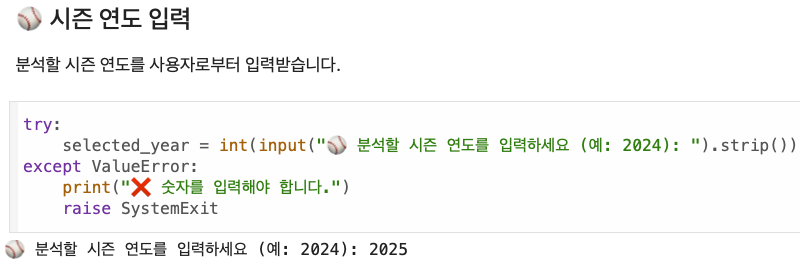 ⚾ 시즌 연도 입력
분석할 시즌 연도를 사용자로부터 입력받습니다.
try:
    selected_year = int(input("⚾ 분석할 시즌 연도를 입력하세요 (예: 2024): ").strip())
except ValueError:
    print("❌ 숫자를 입력해야 합니다.")
    raise SystemExit
⚾ 분석할 시즌 연도를 입력하세요 (예: 2024): 2025